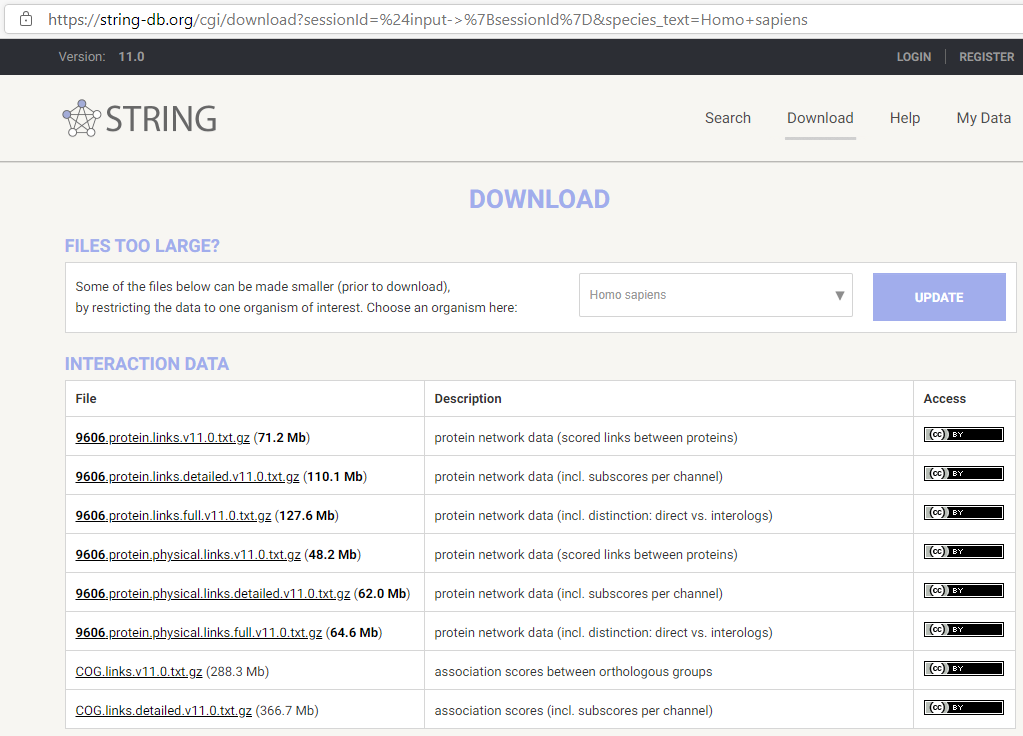 https://string-db.org/cgi/download?sessionId=%24input->%7BsessionId%7D&species_text=Homo+sapiens
Version: 11.0 LOGIN REGISTER
STRING
Search Download Help My Data
DOWNLOAD
FILES TOO LARGE?
Some of the files below can be made smaller (prior to download),
by restricting the data to one organism of interest. Choose an organism here:
Homo sapiens
UPDATE
INTERACTION DATA
File Description Access
9606.protein.links.v11.0.txt.gz (71.2 Mb) protein network data (scored links between proteins) (cc) BY
9606.protein.links.detailed.v11.0.txt.gz (110.1 Mb) protein network data (incl. subscores per channel) (cc) BY
9606.protein.links.full.v11.0.txt.gz (127.6 Mb) protein network data (incl. distinction: direct vs. interologs) (cc) BY
9606.protein.physical.links.v11.0.txt.gz (48.2 Mb) protein network data (scored links between proteins) (cc) BY
9606.protein.physical.links.detailed.v11.0.txt.gz (62.0 Mb) protein network data (incl. subscores per channel) (cc) BY
9606.protein.physical.links.full.v11.0.txt.gz (64.6 Mb) protein network data (incl. distinction: direct vs. interologs) (cc) BY
COG.links.v11.0.txt.gz (288.3 Mb) association scores between orthologous groups (cc) BY
COG.links.detailed.v11.0.txt.gz (366.7 Mb) association scores (incl. subscores per channel) (cc) BY